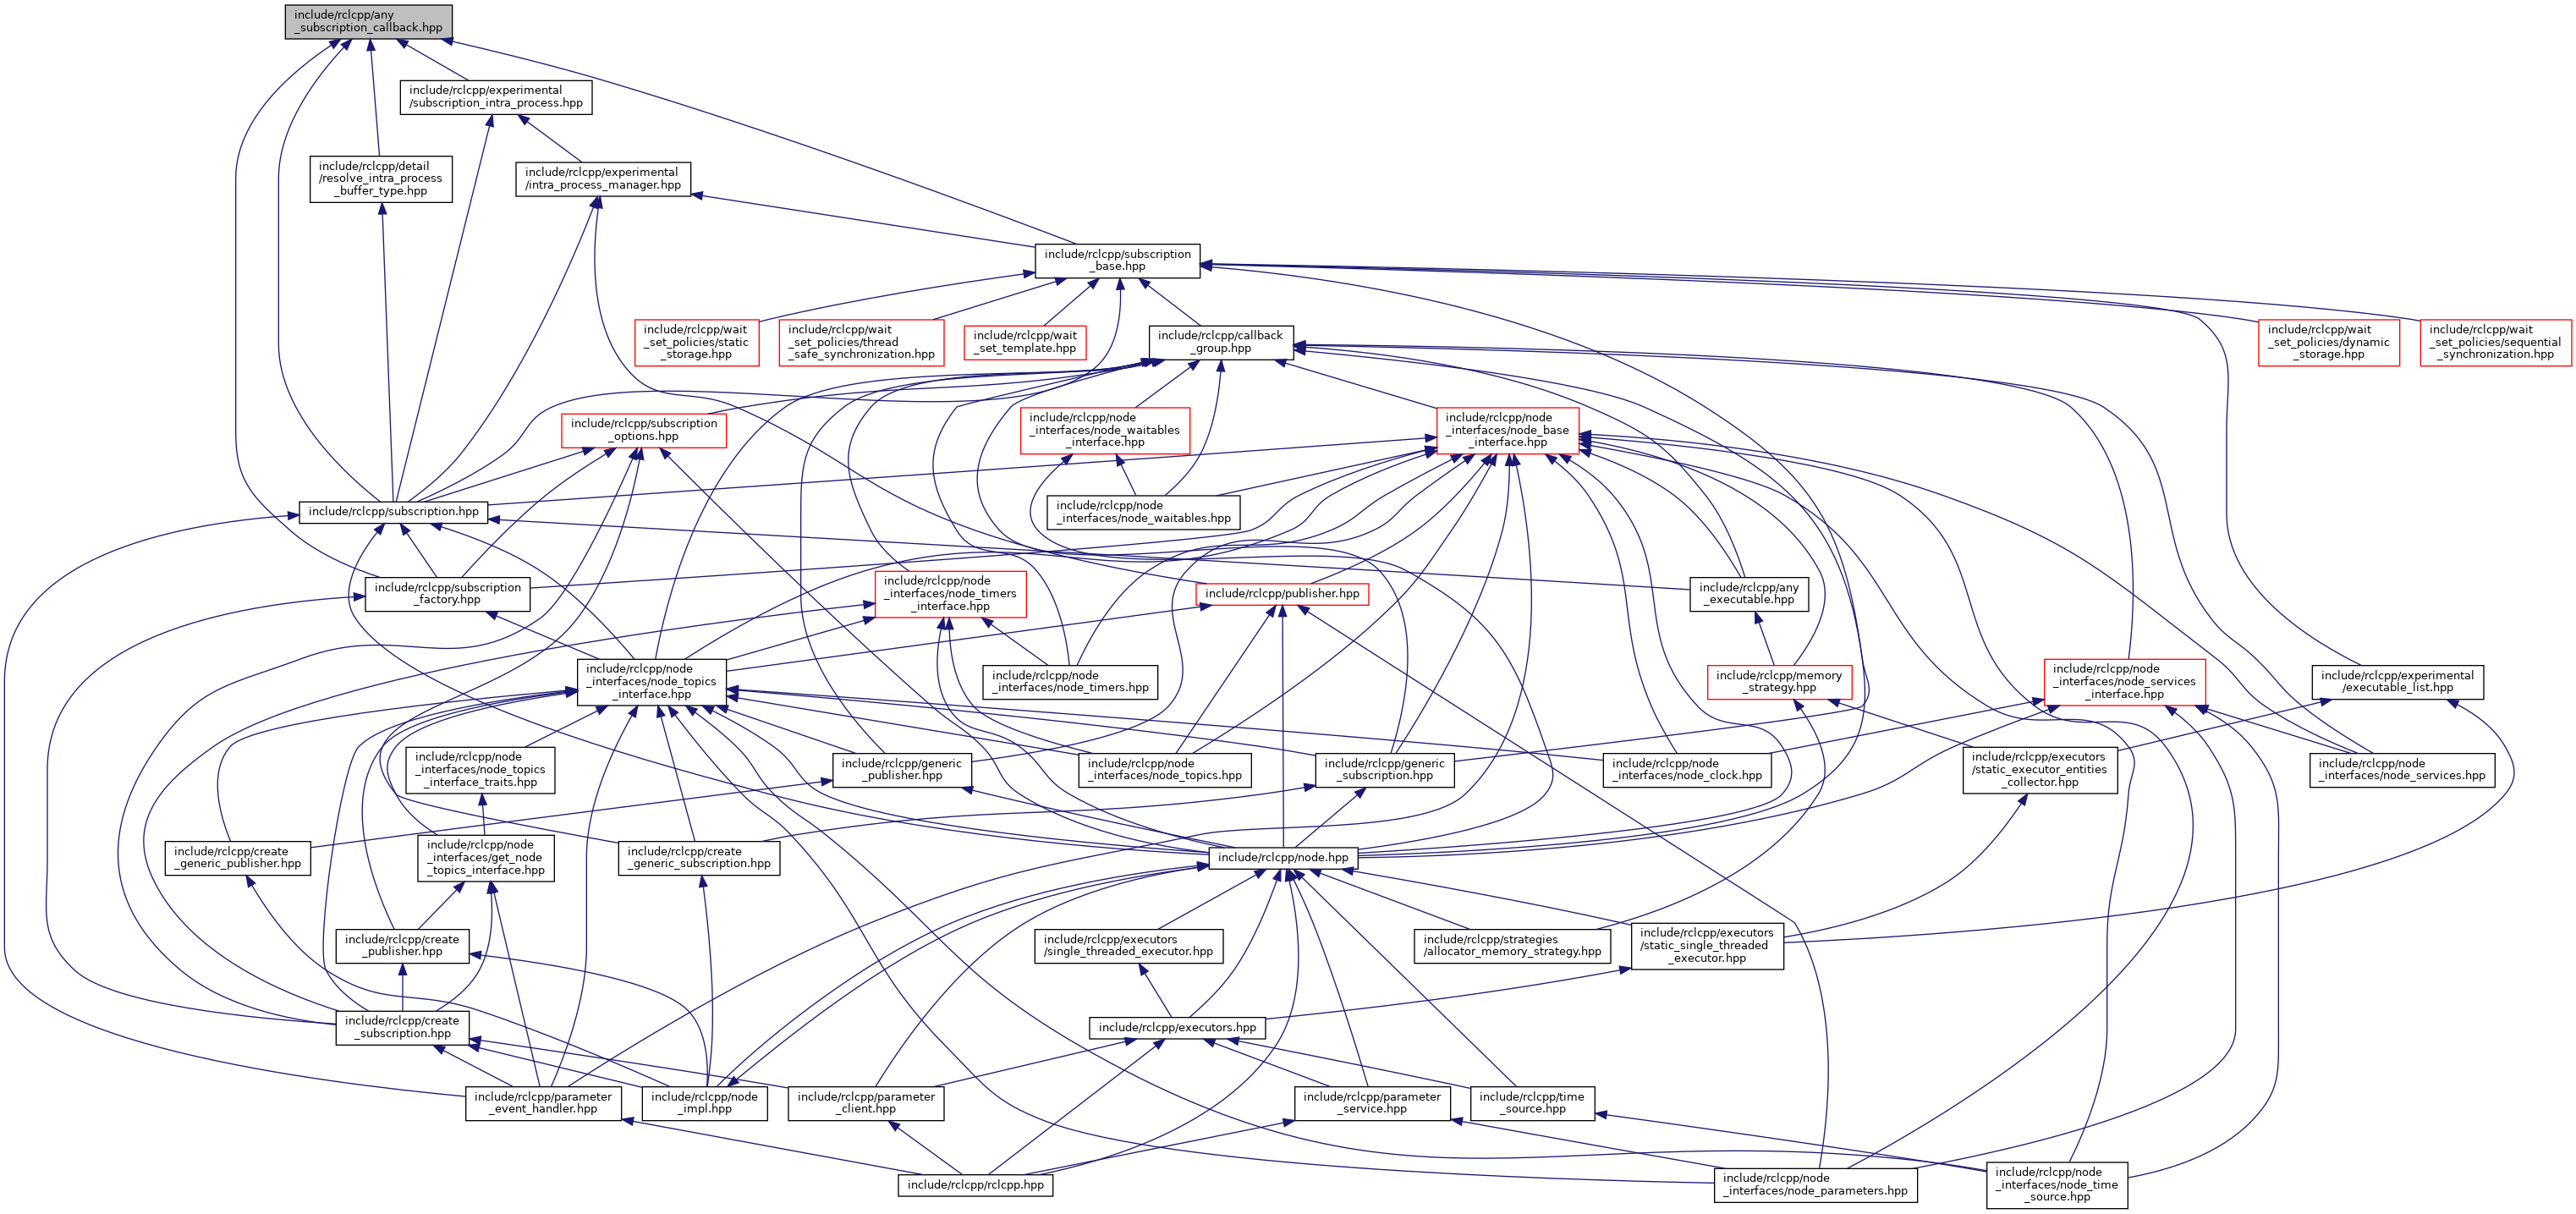 include/rclcpp/any
_subscription_callback.hpp
include/rclcpp/experimental
/subscription_intra_process.hpp
include/rclcpp/detail
/resolve_intra_process
_buffer_type.hpp
include/rclcpp/experimental
/intra_process_manager.hpp
include/rclcpp/subscription
_base.hpp
include/rclcpp/wait
_set_policies/static
_storage.hpp
include/rclcpp/wait
_set_policies/thread
_safe_synchronization.hpp
include/rclcpp/wait
_set_template.hpp
include/rclcpp/callback
_group.hpp
include/rclcpp/wait
_set_policies/dynamic
_storage.hpp
include/rclcpp/wait
_set_policies/sequential
_synchronization.hpp
include/rclcpp/subscription
_options.hpp
include/rclcpp/node
_interfaces/node_waitables
_interface.hpp
include/rclcpp/node
_interfaces/node_base
_interface.hpp
include/rclcpp/subscription.hpp
include/rclcpp/node
_interfaces/node_waitables.hpp
include/rclcpp/subscription
_factory.hpp
include/rclcpp/node
_interfaces/node_timers
_interface.hpp
include/rclcpp/publisher.hpp
include/rclcpp/any
_executable.hpp
include/rclcpp/node
_interfaces/node_topics
_interface.hpp
include/rclcpp/node
_interfaces/node_timers.hpp
include/rclcpp/memory
_strategy.hpp
include/rclcpp/node
_interfaces/node_services
_interface.hpp
include/rclcpp/experimental
/executable_list.hpp
include/rclcpp/node
_interfaces/node_topics
_interface_traits.hpp
include/rclcpp/generic
_publisher.hpp
include/rclcpp/node
_interfaces/node_topics.hpp
include/rclcpp/generic
_subscription.hpp
include/rclcpp/node
_interfaces/node_clock.hpp
include/rclcpp/executors
/static_executor_entities
_collector.hpp
include/rclcpp/node
_interfaces/node_services.hpp
include/rclcpp/create
_generic_publisher.hpp
include/rclcpp/node
_interfaces/get_node
_topics_interface.hpp
include/rclcpp/create
_generic_subscription.hpp
include/rclcpp/node.hpp
include/rclcpp/create
_publisher.hpp
include/rclcpp/executors
/single_threaded_executor.hpp
include/rclcpp/strategies
/allocator_memory_strategy.hpp
include/rclcpp/executors
/static_single_threaded
_executor.hpp
include/rclcpp/create
_subscription.hpp
include/rclcpp/executors.hpp
include/rclcpp/parameter
_event_handler.hpp
include/rclcpp/node
_impl.hpp
include/rclcpp/parameter
_client.hpp
include/rclcpp/parameter
_service.hpp
include/rclcpp/time
_source.hpp
include/rclcpp/rclcpp.hpp
include/rclcpp/node
_interfaces/node_parameters.hpp
include/rclcpp/node
_interfaces/node_time
_source.hpp